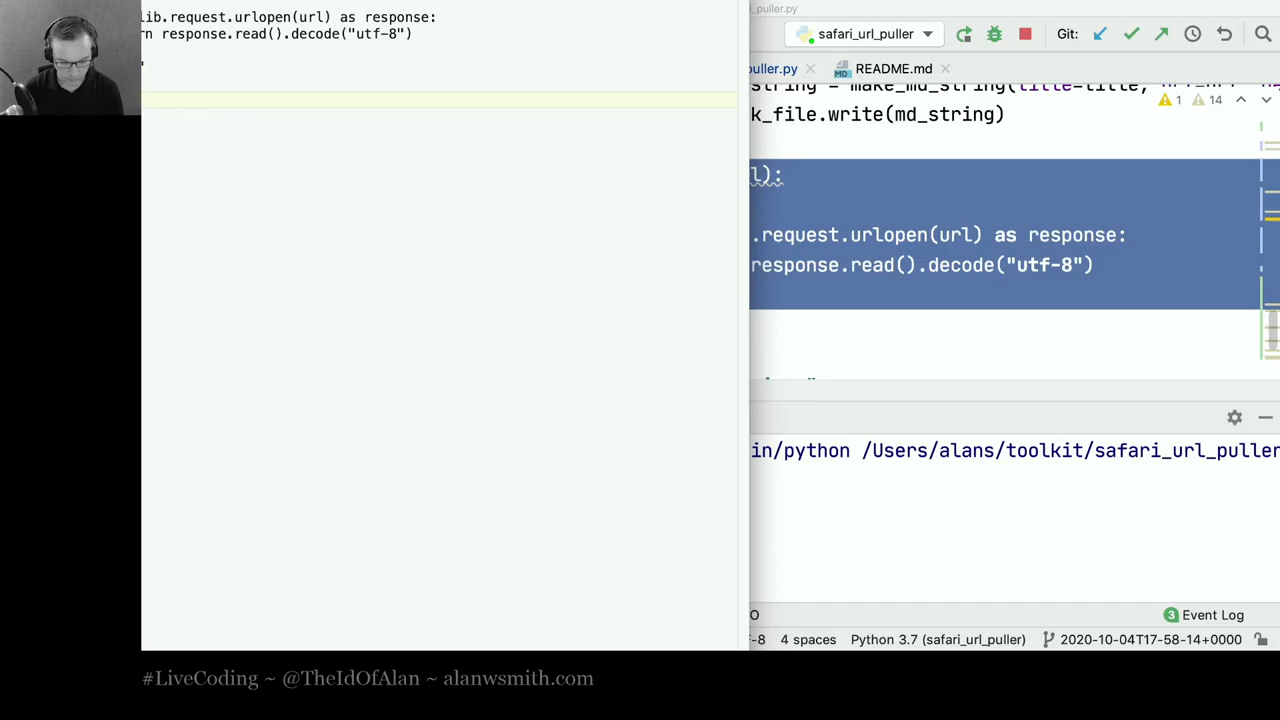 lib.request.urlopen(url) as response:
rn response.read().decode("utf-8")
"
l_puller.py
safari_url_puller
Git:
puller.py
README.md
string = make_md_string(title=title,
1
14
k_file.write(md_string)
l):
.request.urlopen(url) as response:
response.read().decode("utf-8")
in/python /Users/alans/toolkit/safari_url_puller
O
3 Event Log
F-8
4 spaces
Python 3.7 (safari_url_puller)
2020-10-04T17-58-14+0000
#LiveCoding ~ @TheIdOfAlan ~ alanwsmith.com